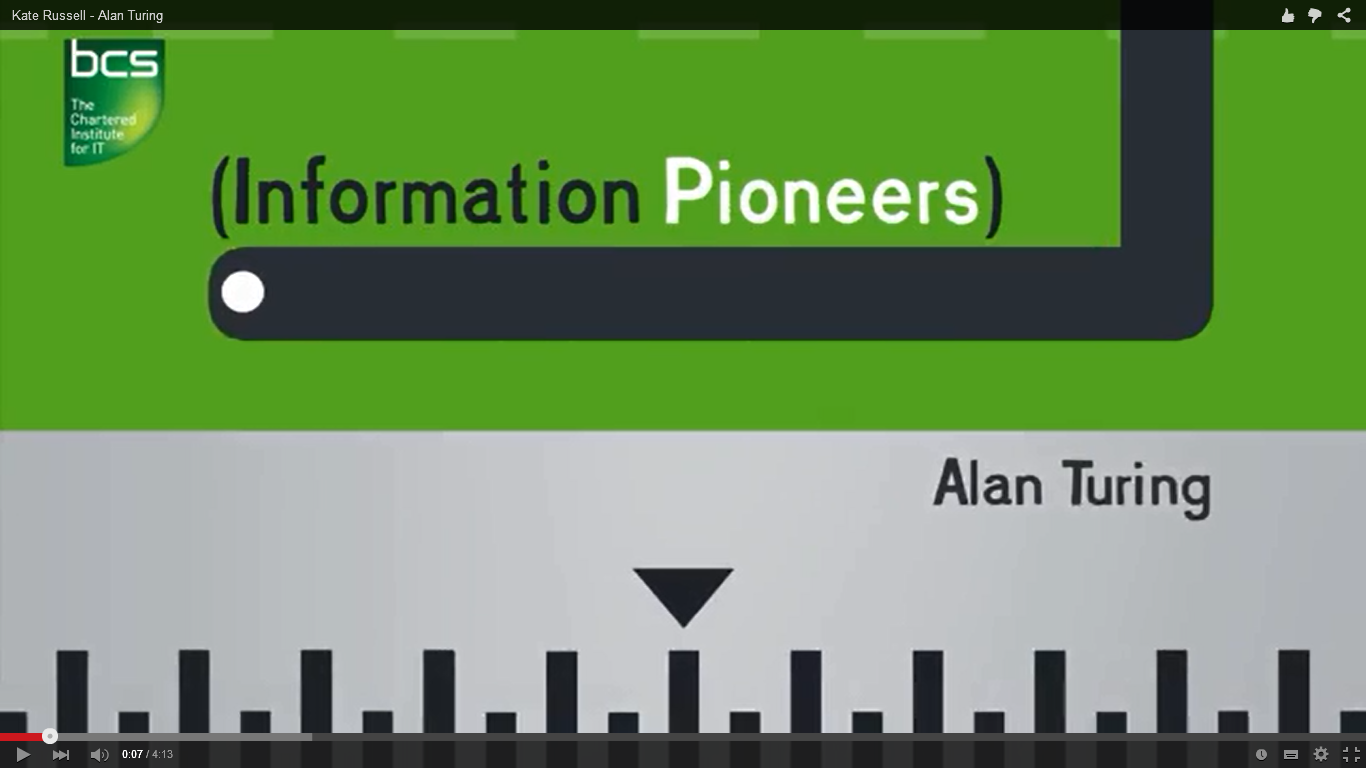 Kate Russell - Alan Turing
bcs
The
Chartered
Institute
for IT
(Information Pioneers)
Alan Turing
0:07 / 4:13